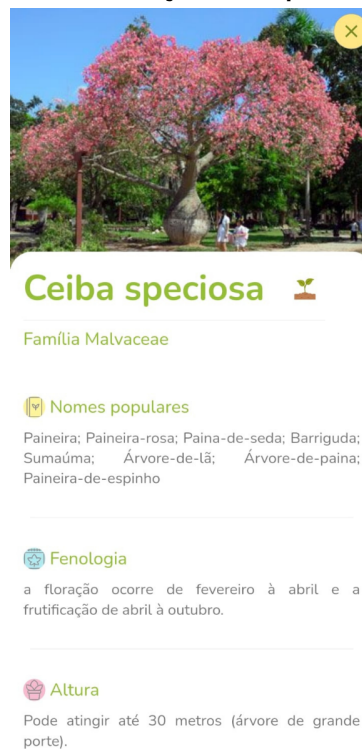 Ceiba speciosa
Família Malvaceae
Nomes populares
Paineira; Paineira-rosa; Paina-de-seda; Barriguda;
Sumaúma; Árvore-de-lã; Árvore-de-paina;
Paineira-de-espinho
Fenologia
a floração ocorre de fevereiro à abril e a
frutificação de abril à outubro.
Altura
Pode atingir até 30 metros (árvore de grande
porte).